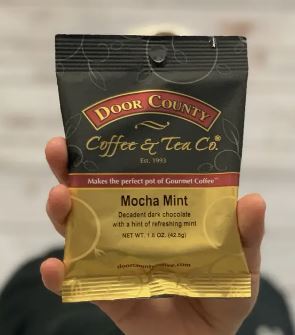 DOOR COUNTY
Coffee & Tea Co.®
Est. 1993
Makes the perfect pot of Gourmet Coffee™
Mocha Mint
Decadent dark chocolate
with a hint of refreshing mint
NET WT. 1.5 OZ. (42.5g)
doorcountycoffee.com